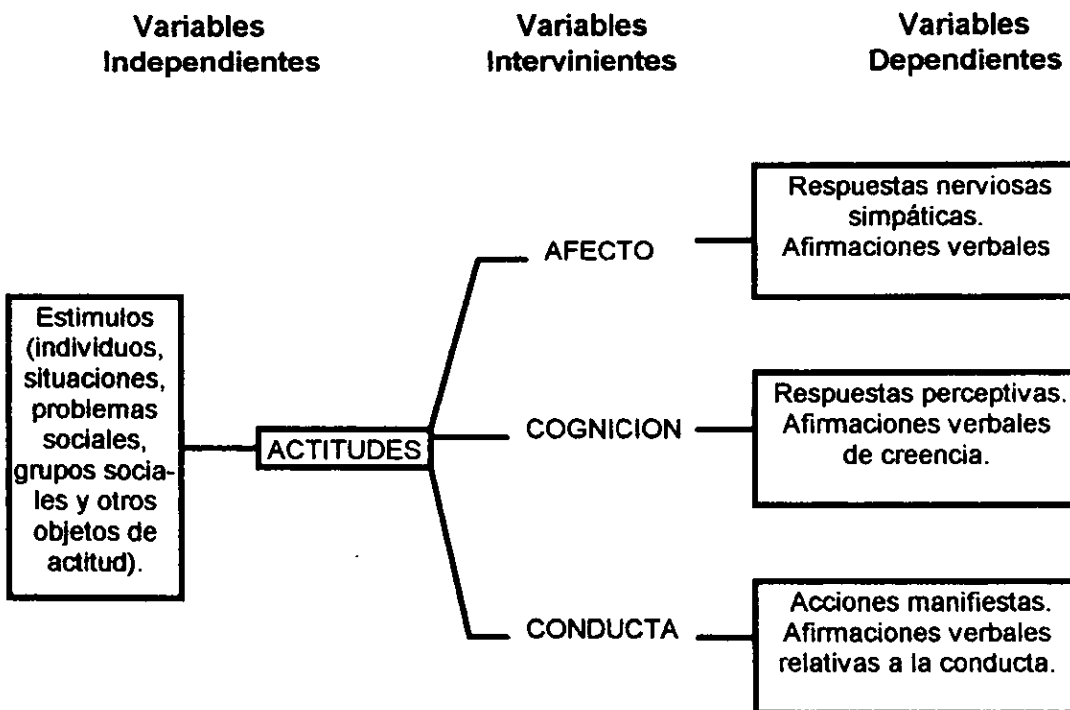 Variables
Independientes
Variables
Intervinientes
Variables
Dependientes
Estimulos
(individuos,
situaciones,
problemas
sociales,
grupos socia-
les y otros
objetos de
actitud).
ACTITUDES
AFECTO
COGNICION
CONDUCTA
Respuestas nerviosas
simpáticas.
Afirmaciones verbales
Respuestas perceptivas.
Afirmaciones verbales
de creencia.
Acciones manifiestas.
Afirmaciones verbales
relativas a la conducta.